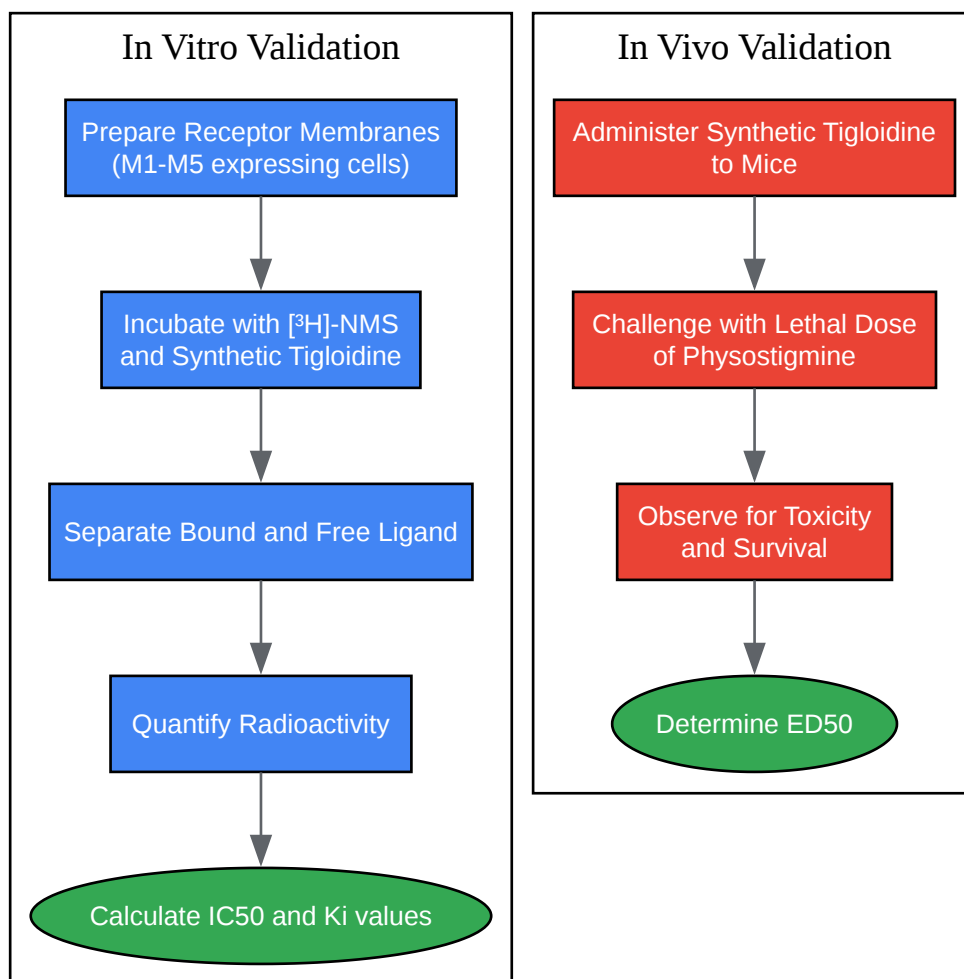 In Vitro Validation
Prepare Receptor Membranes
(M1-M5 expressing cells)
Incubate with [³H]-NMS
and Synthetic Tigloidine
Separate Bound and Free Ligand
Quantify Radioactivity
Calculate IC50 and Ki values
In Vivo Validation
Administer Synthetic Tigloidine
to Mice
Challenge with Lethal Dose
of Physostigmine
Observe for Toxicity
and Survival
Determine ED50